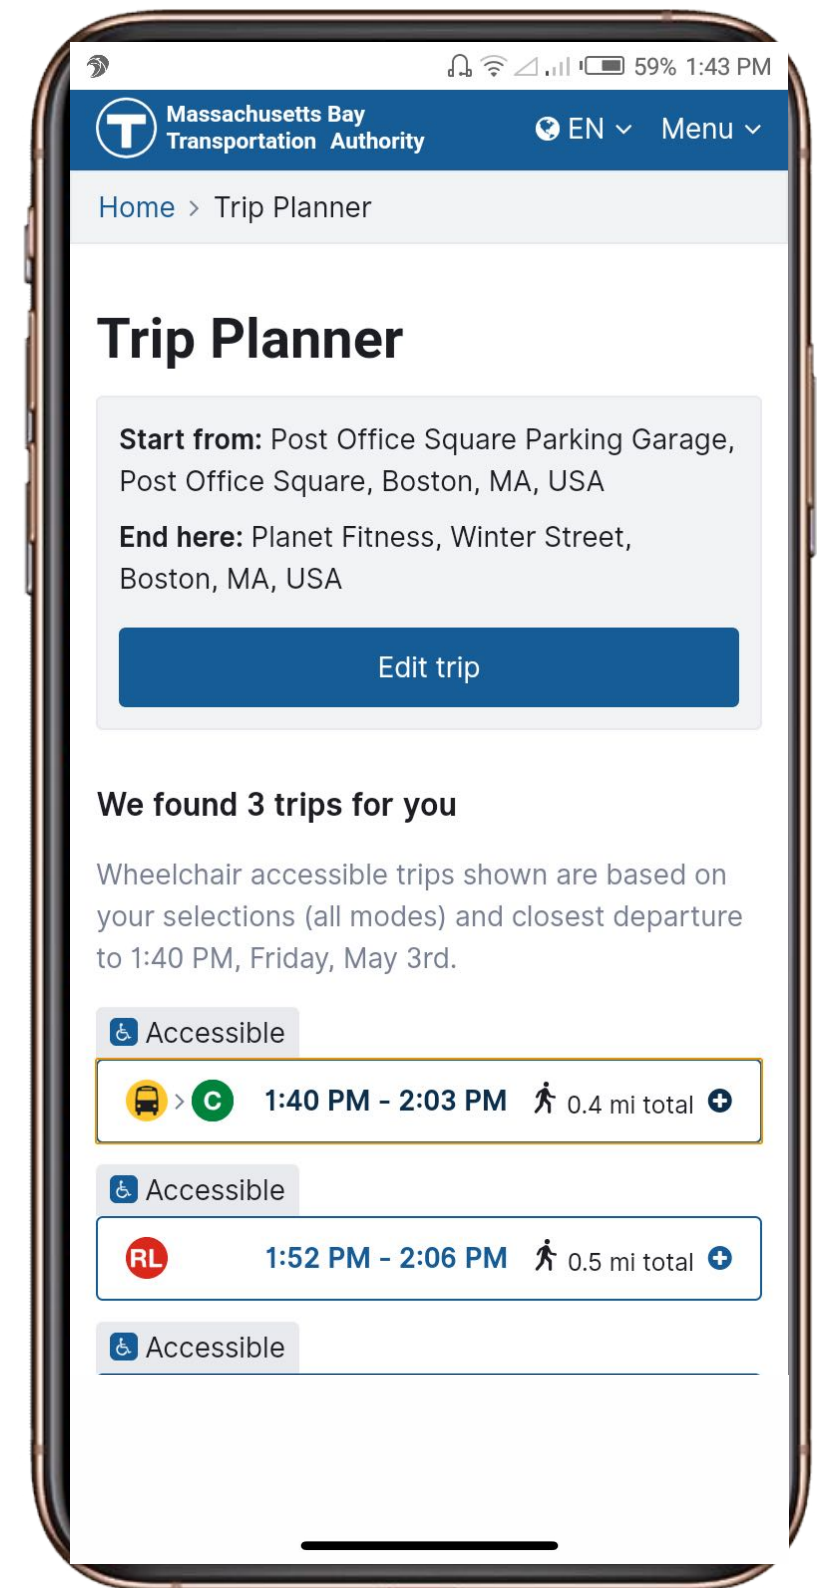 59% 1:43 PM
T Massachusetts Bay
Transportation Authority
EN Menu
Home > Trip Planner
Trip Planner
Start from: Post Office Square Parking Garage,
Post Office Square, Boston, MA, USA
End here: Planet Fitness, Winter Street,
Boston, MA, USA
Edit trip
We found 3 trips for you
Wheelchair accessible trips shown are based on
your selections (all modes) and closest departure
to 1:40 PM, Friday, May 3rd.
Accessible
> C 1:40 PM - 2:03 PM 0.4 mi total
Accessible
RL 1:52 PM - 2:06 PM 0.5 mi total
Accessible